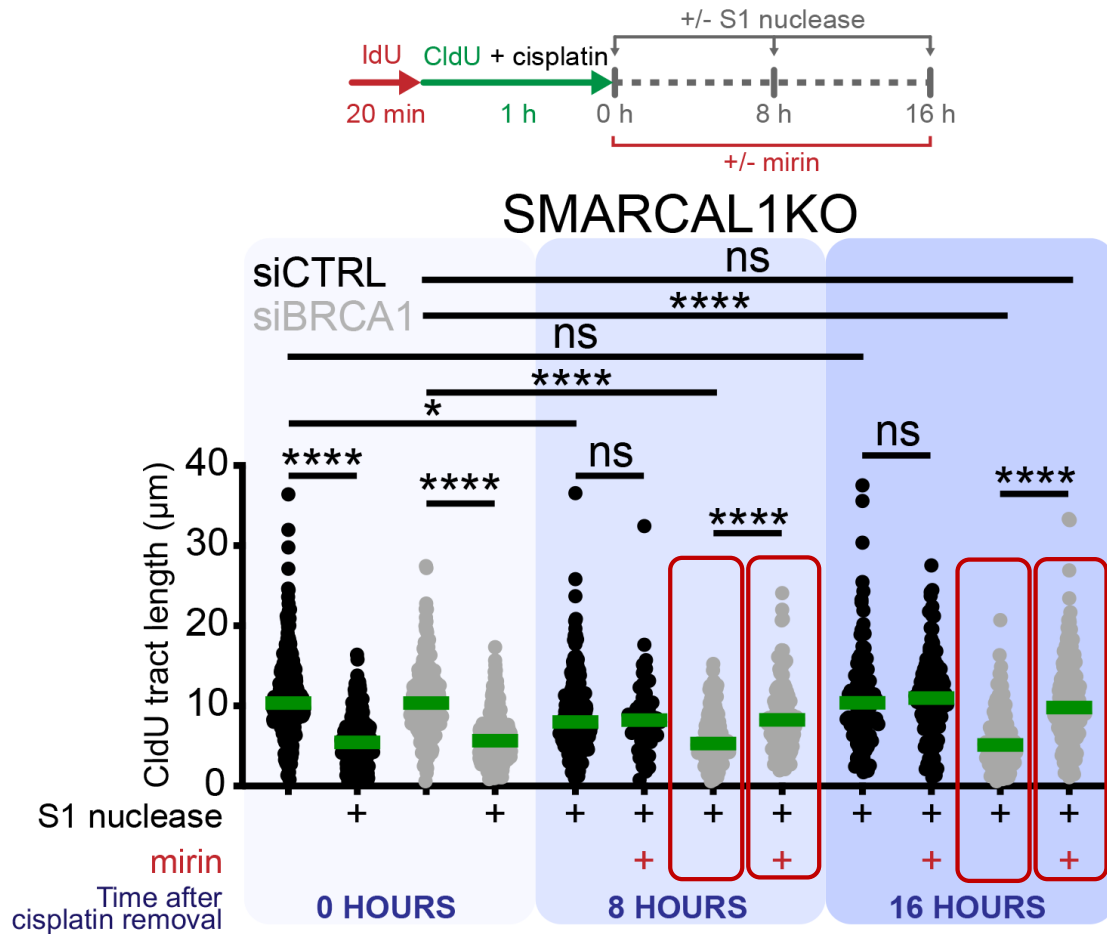 +/- S1 nuclease
IdU CldU + cisplatin
20 min 1 h 0 h 8 h 16 h
+/- mirin
SMARCAL1KO
siCTRL ns
siBRCA1 ****
ns
****
*
**** **** ns **** ns ****
CldU tract length (µm)
40
30
20
10
0
S1 nuclease + + + + + + + + + +
mirin + + + +
Time after
cisplatin removal
0 HOURS 8 HOURS 16 HOURS